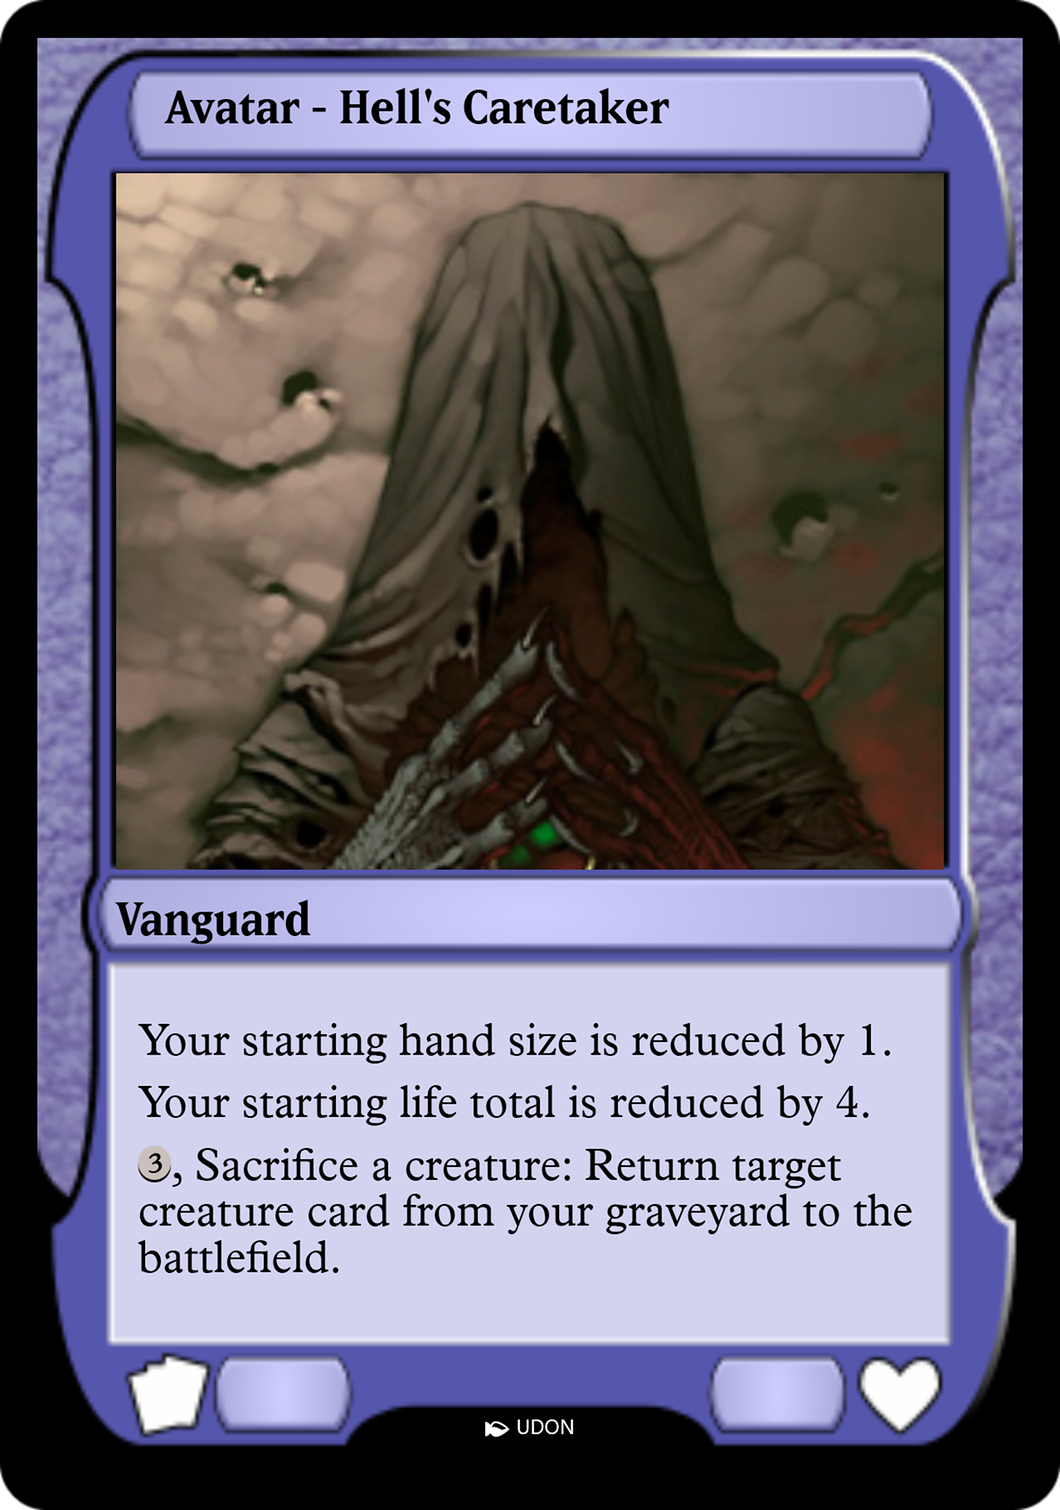 Avatar - Hell's Caretaker
Vanguard
Your starting hand size is reduced by 1.
Your starting life total is reduced by 4.
3, Sacrifice a creature: Return target
creature card from your graveyard to the
battlefield.
UDON